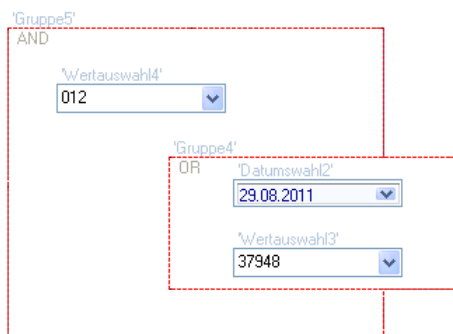 'Gruppe5'
AND
'Wertauswahl4'
012
'Gruppe4'
OR
'Datumswahl2'
29.08.2011
'Wertauswahl3'
37948